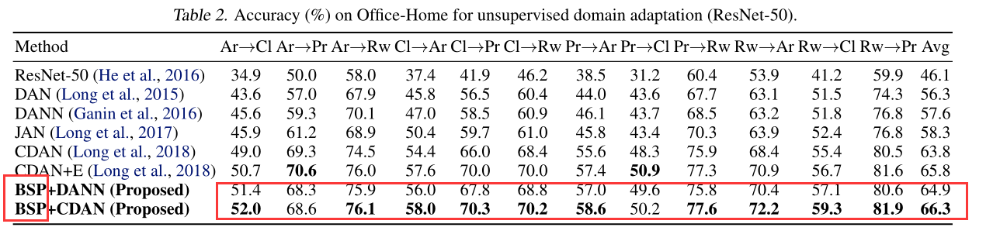 Table 2. Accuracy (%) on Office-Home for unsupervised domain adaptation (ResNet-50).
Method Ar→Cl Ar→Pr Ar→Rw Cl→Ar Cl→Pr Cl→Rw Pr→Ar Pr→Cl Pr→Rw Rw→Ar Rw→Cl Rw→Pr Avg
ResNet-50 (He et al., 2016) 34.9 50.0 58.0 37.4 41.9 46.2 38.5 31.2 60.4 53.9 41.2 59.9 46.1
DAN (Long et al., 2015) 43.6 57.0 67.9 45.8 56.5 60.4 44.0 43.6 67.7 63.1 51.5 74.3 56.3
DANN (Ganin et al., 2016) 45.6 59.3 70.1 47.0 58.5 60.9 46.1 43.7 68.5 63.2 51.8 76.8 57.6
JAN (Long et al., 2017) 45.9 61.2 68.9 50.4 59.7 61.0 45.8 43.4 70.3 63.9 52.4 76.8 58.3
CDAN (Long et al., 2018) 49.0 69.3 74.5 54.4 66.0 68.4 55.6 48.3 75.9 68.4 55.4 80.5 63.8
CDAN+E (Long et al., 2018) 50.7 70.6 76.0 57.6 70.0 70.0 57.4 50.9 77.3 70.9 56.7 81.6 65.8
BSP+DANN (Proposed) 51.4 68.3 75.9 56.0 67.8 68.8 57.0 49.6 75.8 70.4 57.1 80.6 64.9
BSP+CDAN (Proposed) 52.0 68.6 76.1 58.0 70.3 70.2 58.6 50.2 77.6 72.2 59.3 81.9 66.3